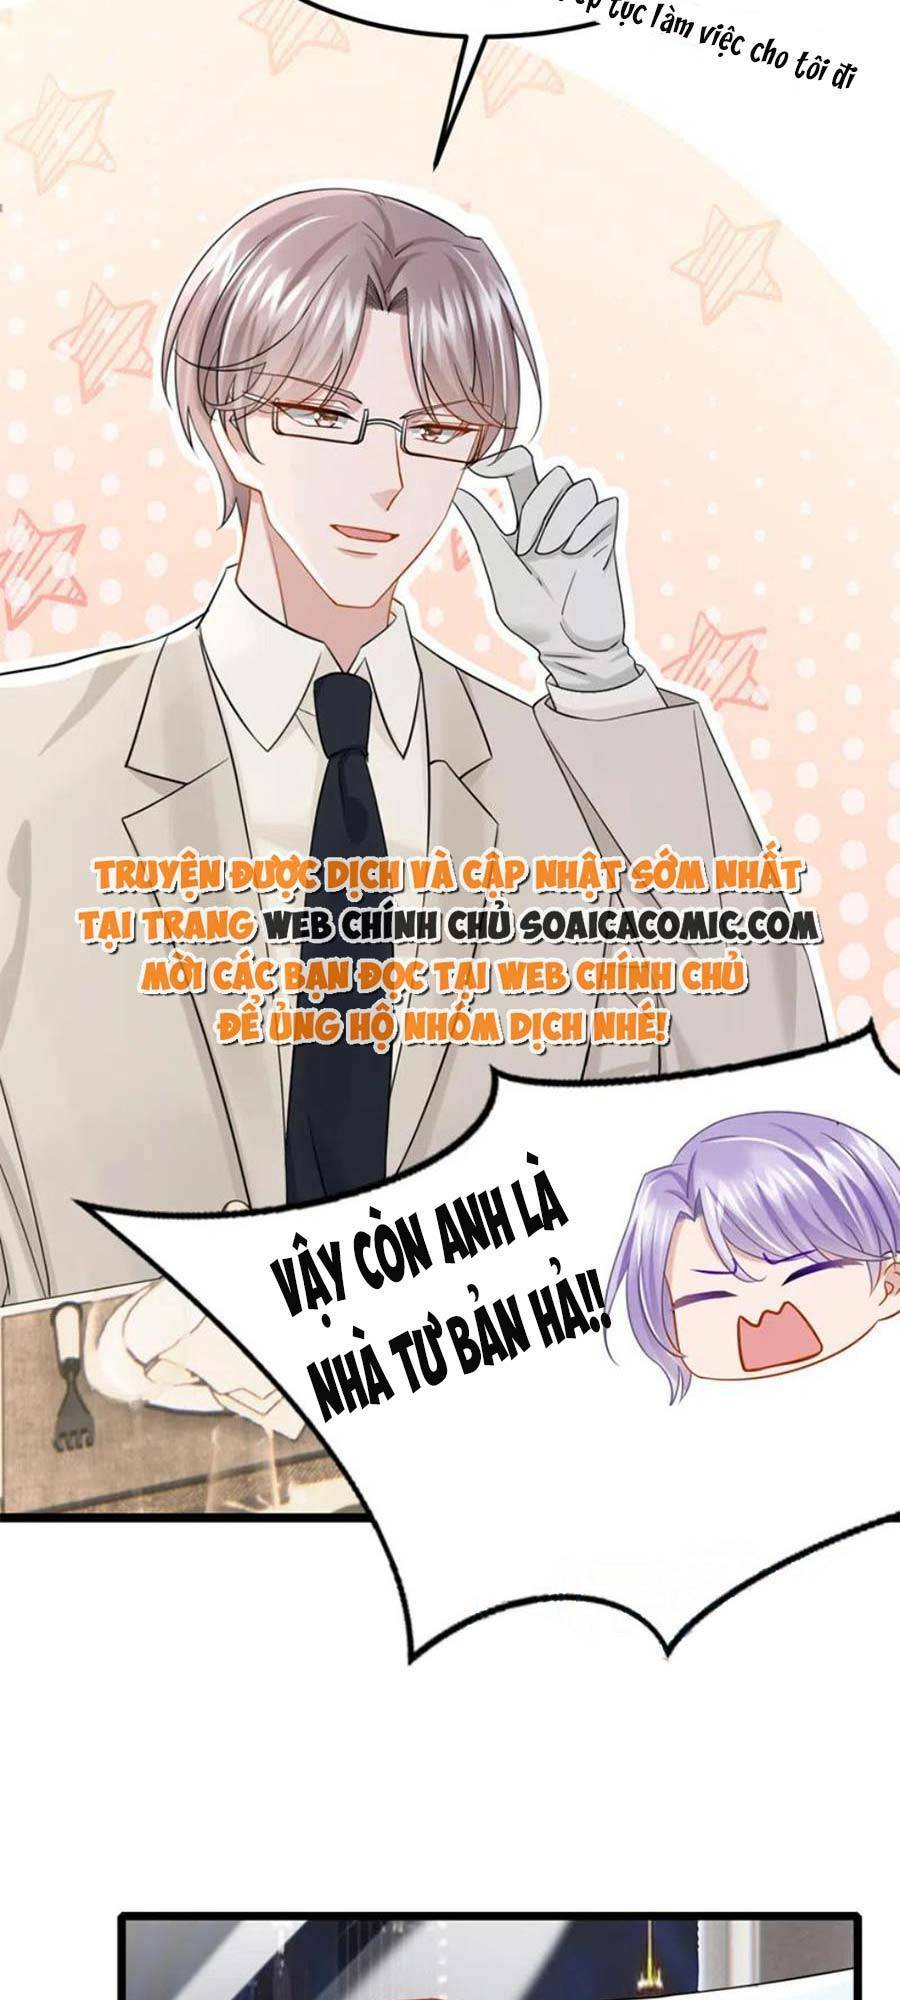 tục làm việc cho tôi đi
TRUYỆN ĐƯỢC DỊCH VÀ CẬP NHẬT SỚM NHẤT
TẠI TRANG WEB CHÍNH CHỦ SOAICACOMIC.COM
MỜI CÁC BẠN ĐỌC TẠI WEB CHÍNH CHỦ
ĐỂ ỦNG HỘ NHÓM DỊCH NHÉ!
VẬY CÒN ANH LÀ
NHÀ TƯ BẢN HẢ!!